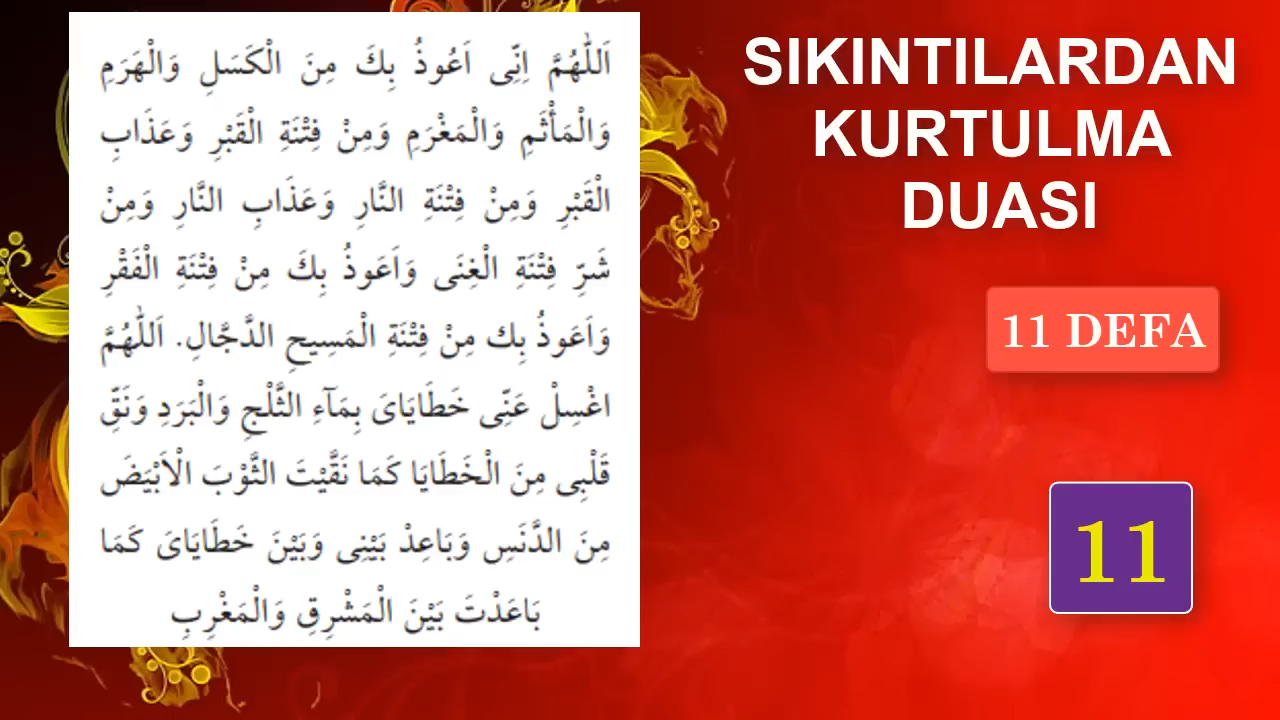 اَللّٰهُمَّ اِنّٖى اَعُوذُ بِكَ مِنَ الْكَسَلِ وَالْهَرَمِ
وَالْمَأْثَمِ وَالْمَغْرَمِ وَمِنْ فِتْنَةِ الْقَبْرِ وَعَذَابِ
الْقَبْرِ وَمِنْ فِتْنَةِ النَّارِ وَعَذَابِ النَّارِ وَمِنْ
شَرِّ فِتْنَةِ الْغِنَى وَاَعَوذُ بِكَ مِنْ فِتْنَةِ الْفَقْرِ
وَاَعَوذُ بِك مِنْ فِتْنَةِ الْمَسِيحِ الدَّجَّالِ. اَللّٰهُمَّ
اغْسِلْ عَنِّى خَطَايَاىَ بِمَآءِ الثَّلْجِ وَالْبَرَدِ وَنَقِّ
قَلْبِى مِنَ الْخَطَايَا كَمَا نَقَّيْتَ الثَّوْبَ الْاَبْيَضَ
مِنَ الدَّنَسِ وَبَاعِدْ بَيْنِى وَبَيْنَ خَطَايَاىَ كَمَا
بَاعَدْتَ بَيْنَ الْمَشْرِقِ وَالْمَغْرِبِ
SIKINTILARDAN
KURTULMA
DUASI
11 DEFA
11